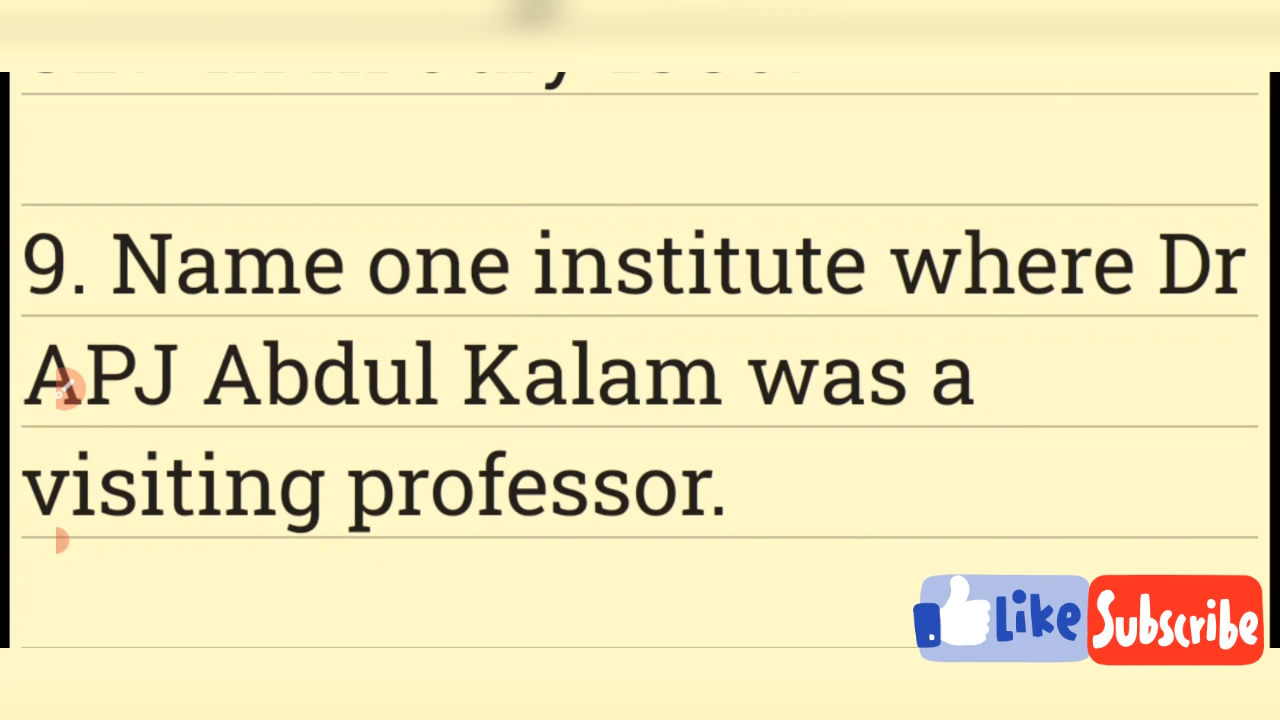 9. Name one institute where Dr
APJ Abdul Kalam was a
visiting professor.
Like Subscribe